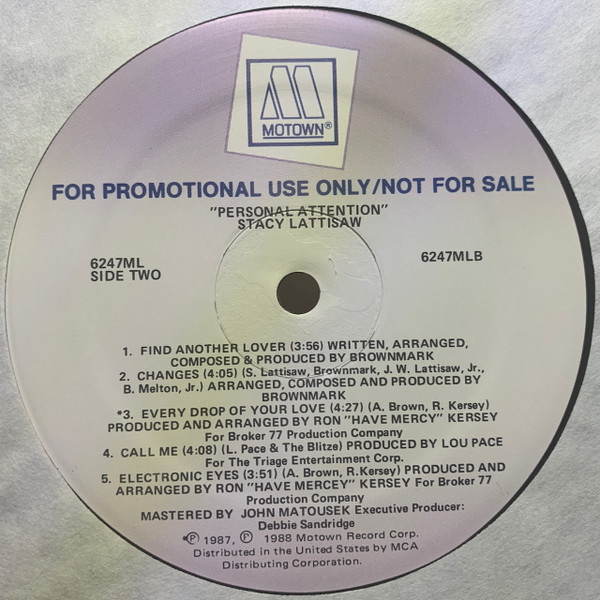 MOTOWN®
FOR PROMOTIONAL USE ONLY/NOT FOR SALE
"PERSONAL ATTENTION"
STACY LATTISAW
6247ML
SIDE TWO
6247MLB
1. FIND ANOTHER LOVER (3:56) WRITTEN, ARRANGED,
COMPOSED & PRODUCED BY BROWNMARK
2. CHANGES (4:05) (S. Lattisaw, Brownmark, J. W. Lattisaw, Jr.,
B. Melton, Jr.) ARRANGED, COMPOSED AND PRODUCED BY
BROWNMARK
*3. EVERY DROP OF YOUR LOVE (4:27) (A. Brown, R. Kersey)
PRODUCED AND ARRANGED BY RON "HAVE MERCY" KERSEY
For Broker 77 Production Company
4. CALL ME (4:08) (L. Pace & The Blitze) PRODUCED BY LOU PACE
For The Triage Entertainment Corp.
5. ELECTRONIC EYES (3:51) (A. Brown, R.Kersey) PRODUCED AND
ARRANGED BY RON "HAVE MERCEY" KERSEY For Broker 77
Production Company
MASTERED BY JOHN MATOUSEK Executive Producer:
Debbie Sandridge
*℗ 1987, ℗ 1988 Motown Record Corp.
Distributed in the United States by MCA
Distributing Corporation.